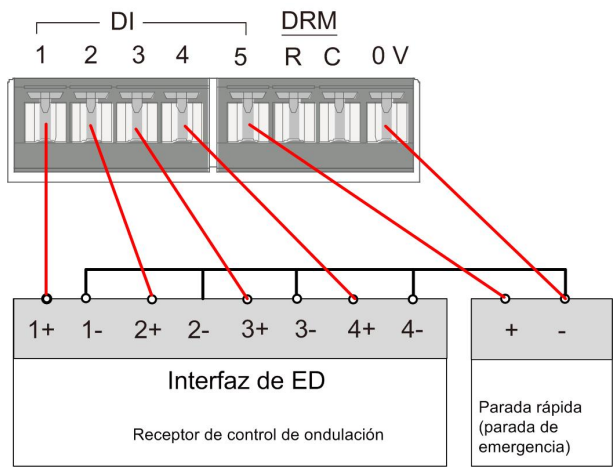 DI
DRM
1 2 3 4 5 R C 0 V
1+ 1- 2+ 2- 3+ 3- 4+ 4- + -
Interfaz de ED
Receptor de control de ondulación
Parada rápida
(parada de
emergencia)